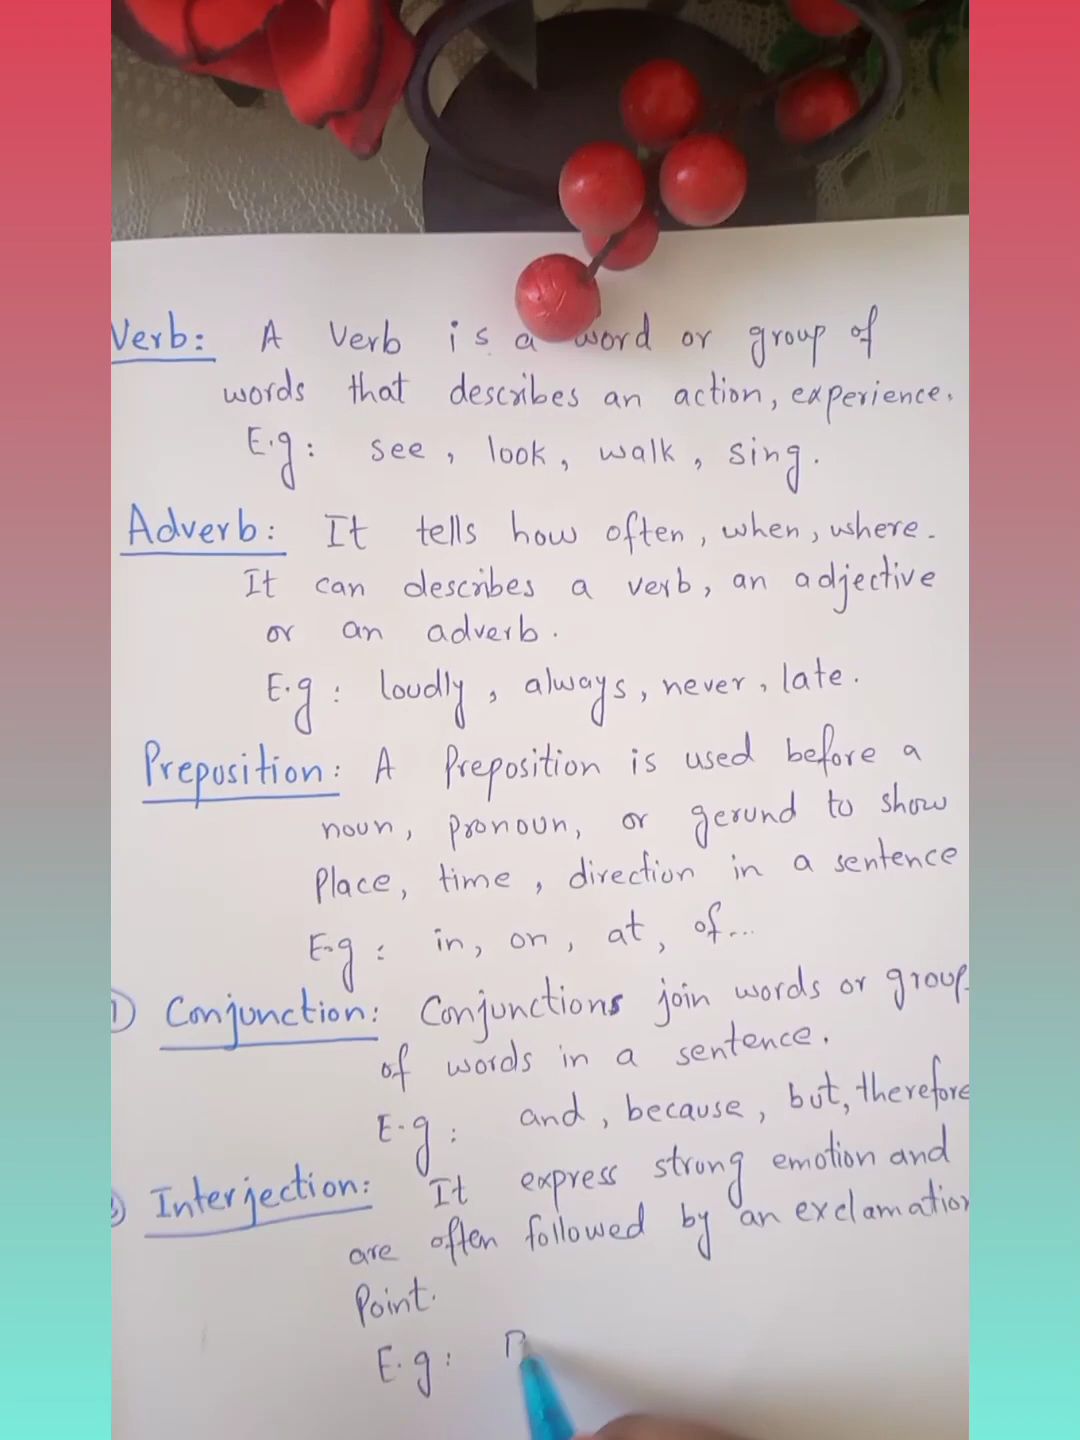 Verb: A Verb is a word or group of
words that describes an action, experience.
E.g: see, look, walk, sing.
Adverb: It tells how often, when, where.
It can describes a verb, an adjective
or an adverb.
E.g: loudly, always, never, late.
Preposition: A Preposition is used before a
noun, pronoun, or gerund to show
Place, time, direction in a sentence
E.g: in, on, at, of...
Conjunction: Conjunctions join words or group
of words in a sentence.
E.g: and, because, but, therefore
Interjection: It express strong emotion and
are often followed by an exclamation
Point.
E.g: